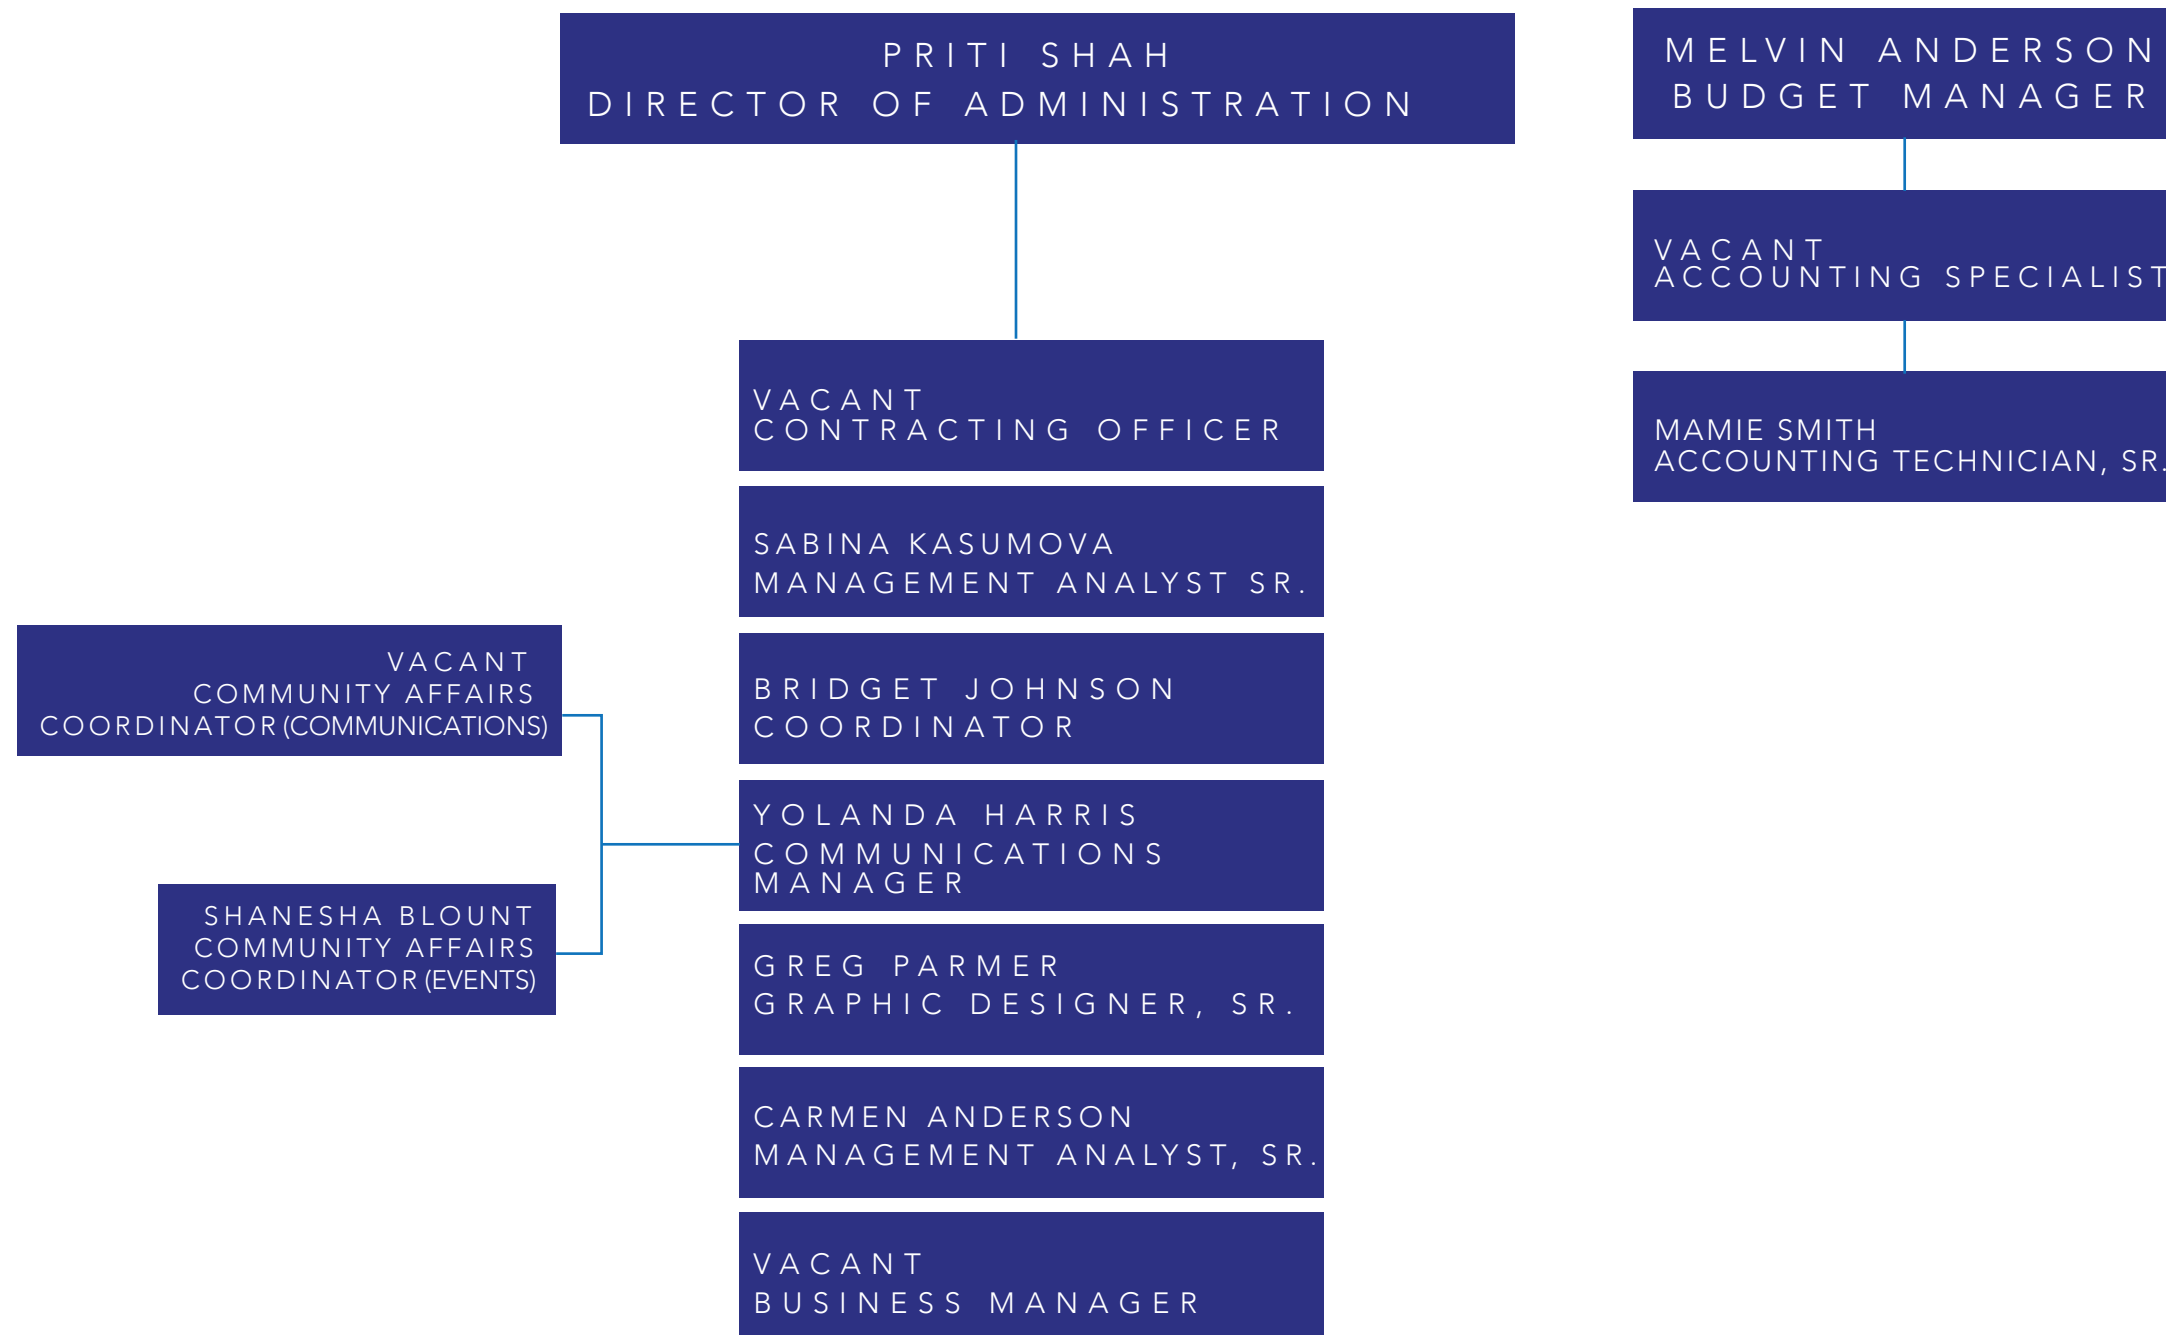 PRITI SHAH
DIRECTOR OF ADMINISTRATION
MELVIN ANDERSON
BUDGET MANAGER
VACANT
ACCOUNTING SPECIALIST
MAMIE SMITH
ACCOUNTING TECHNICIAN, SR.
VACANT
CONTRACTING OFFICER
SABINA KASUMOVA
MANAGEMENT ANALYST SR.
BRIDGET JOHNSON
COORDINATOR
VACANT
COMMUNITY AFFAIRS
COORDINATOR (COMMUNICATIONS)
YOLANDA HARRIS
COMMUNICATIONS
MANAGER
SHANESHA BLOUNT
COMMUNITY AFFAIRS
COORDINATOR (EVENTS)
GREG PARMER
GRAPHIC DESIGNER, SR.
CARMEN ANDERSON
MANAGEMENT ANALYST, SR.
VACANT
BUSINESS MANAGER